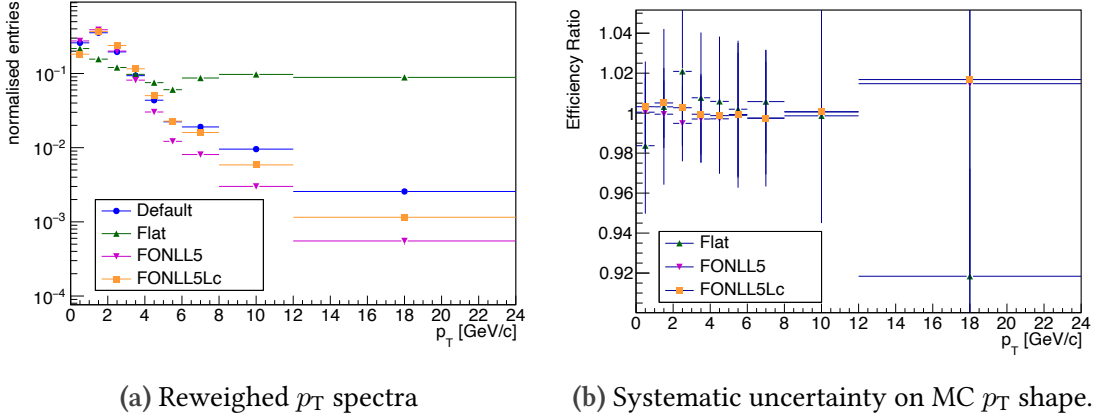 normalised entries
10⁻¹
10⁻²
10⁻³
10⁻⁴
Default
Flat
FONLL5
FONLL5Lc
0 2 4 6 8 10 12 14 16 18 20 22 24
p_T [GeV/c]
(a) Reweighed p_T spectra
Efficiency Ratio
1.04
1.02
1
0.98
0.96
0.94
0.92
Flat
FONLL5
FONLL5Lc
0 2 4 6 8 10 12 14 16 18 20 22 24
p_T [GeV/c]
(b) Systematic uncertainty on MC p_T shape.